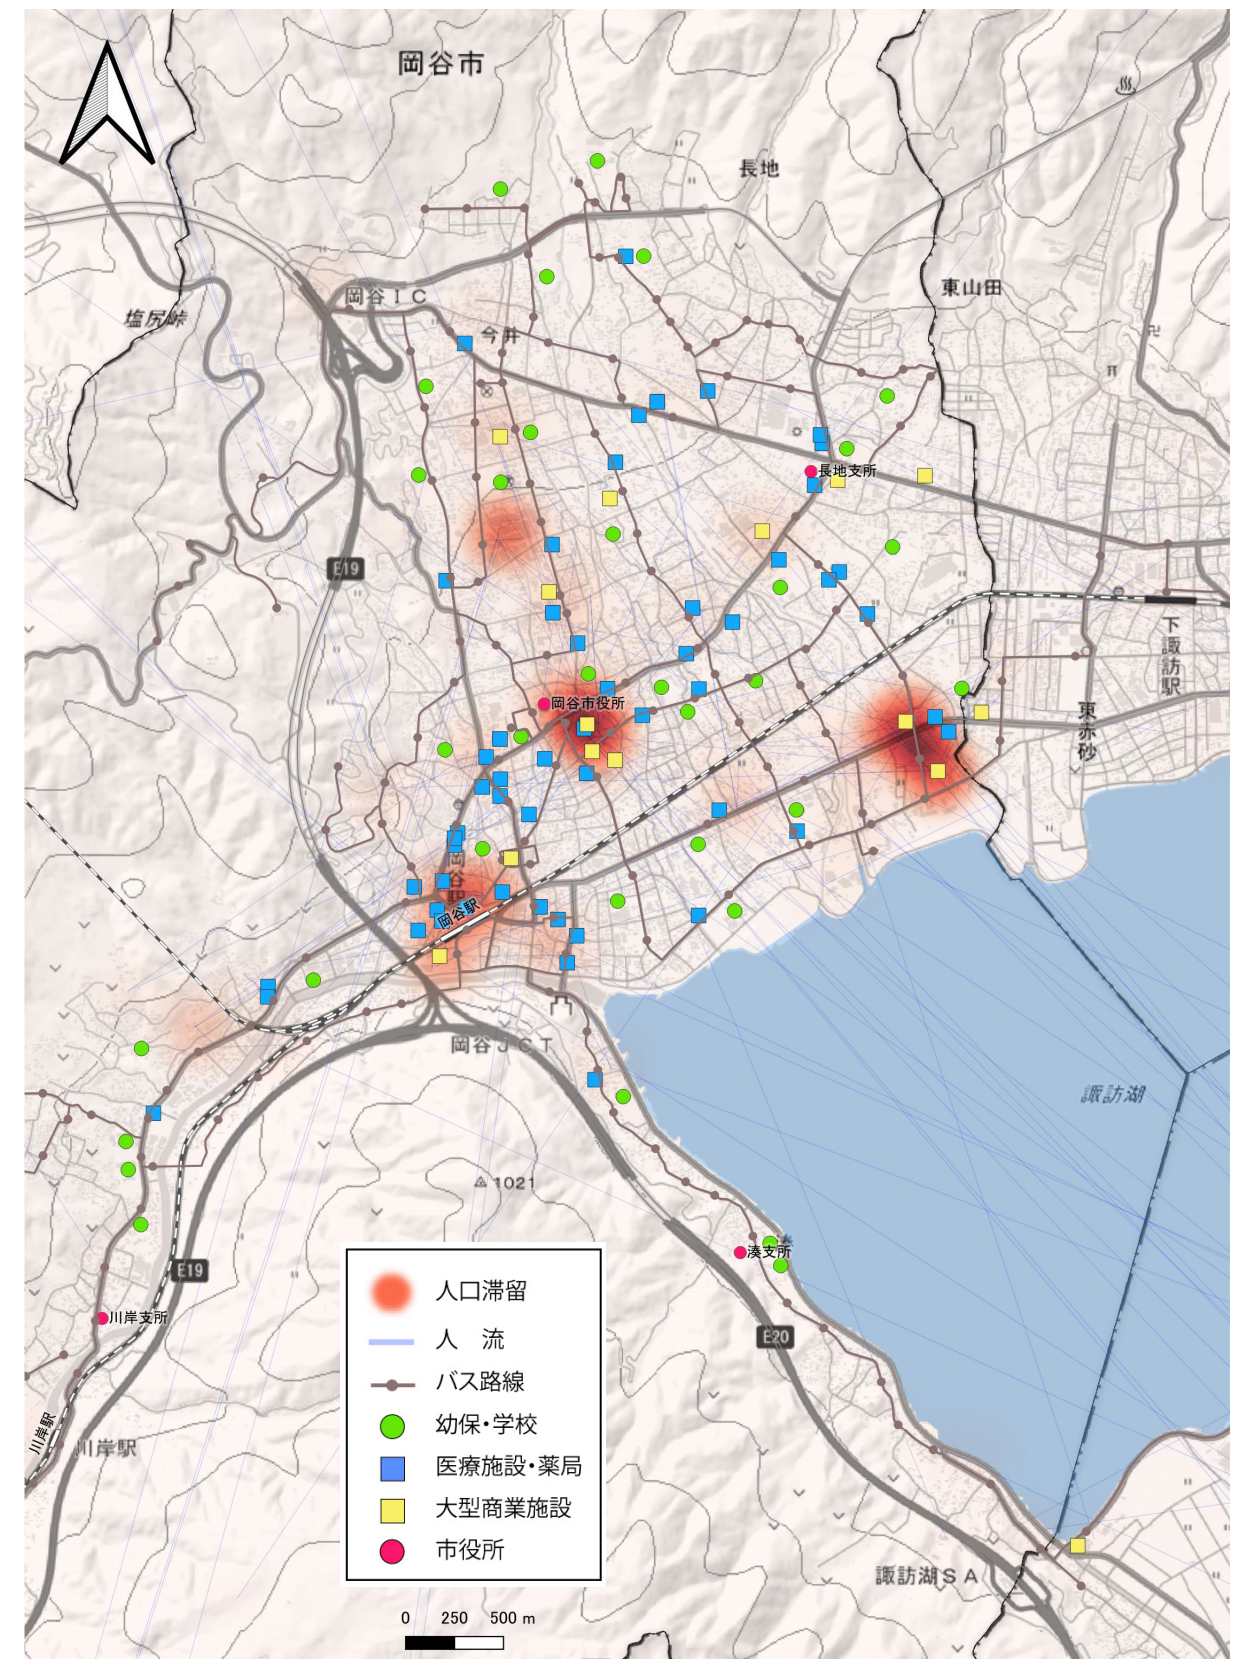 岡谷市
長地
東山田
岡谷IC
塩尻峠
今井
長地支所
E19
下諏訪駅
岡谷市役所
東赤砂
岡谷駅
岡谷駅
岡谷JCT
諏訪湖
1021
湊支所
E19
川岸支所
E20
川岸駅
川岸駅
諏訪湖SA
人口滞留
人　流
バス路線
幼保・学校
医療施設・薬局
大型商業施設
市役所
0 250 500 m